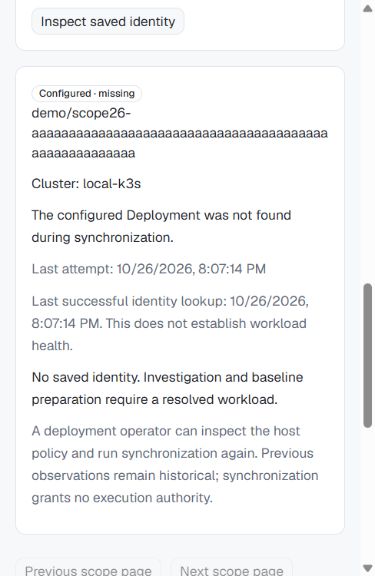 Inspect saved identity
Configured · missing
demo/scope26-
aaaaaaaaaaaaaaaaaaaaaaaaaaaaaaaaaaaaaaaaa
aaaaaaaaaaaaaa
Cluster: local-k3s
The configured Deployment was not found
during synchronization.
Last attempt: 10/26/2026, 8:07:14 PM
Last successful identity lookup: 10/26/2026,
8:07:14 PM. This does not establish workload
health.
No saved identity. Investigation and baseline
preparation require a resolved workload.
A deployment operator can inspect the host
policy and run synchronization again. Previous
observations remain historical; synchronization
grants no execution authority.
Previous scope page
Next scope page